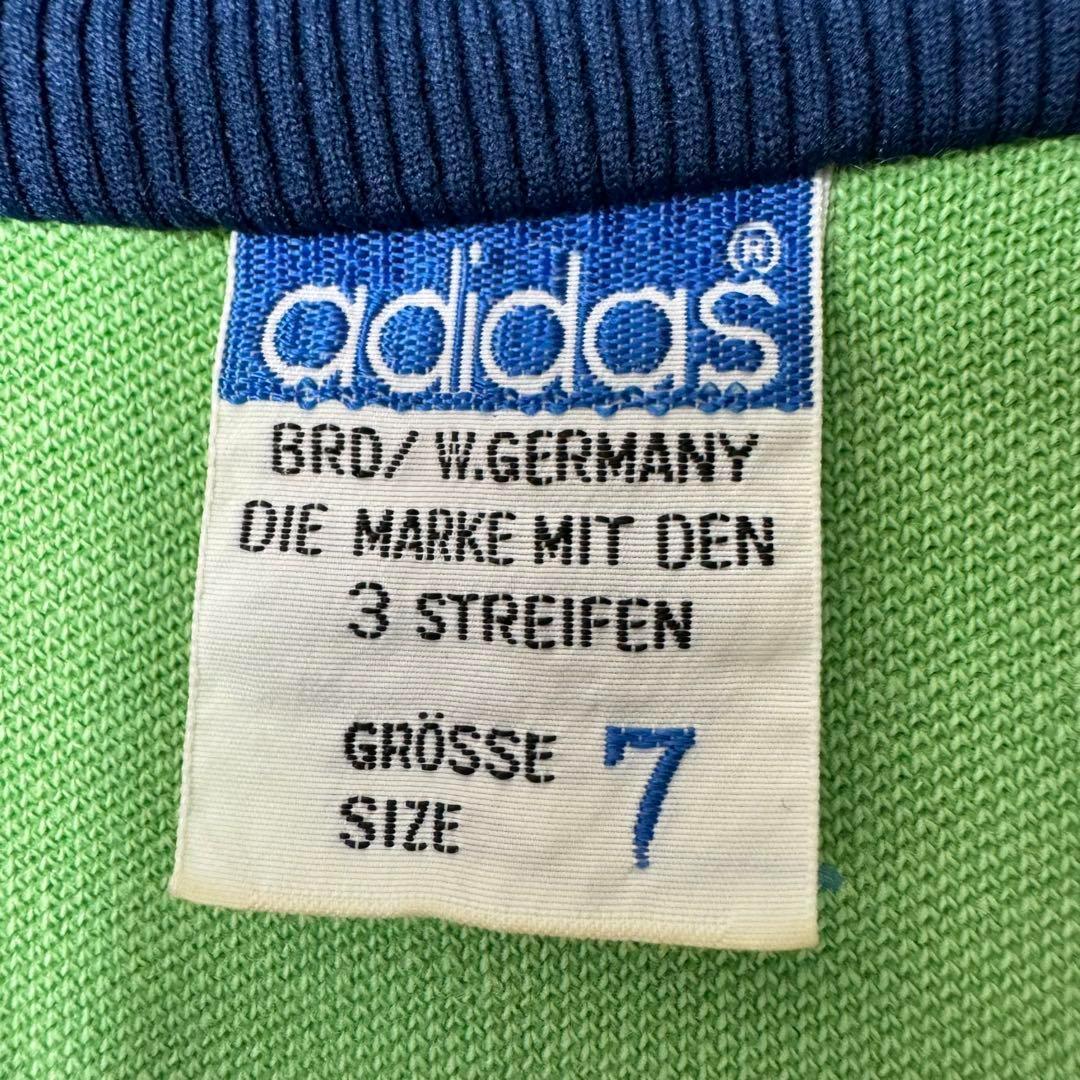 adidas®
BRD/ W.GERMANY
DIE MARKE MIT DEN
3 STREIFEN
GRÖSSE 7
SIZE